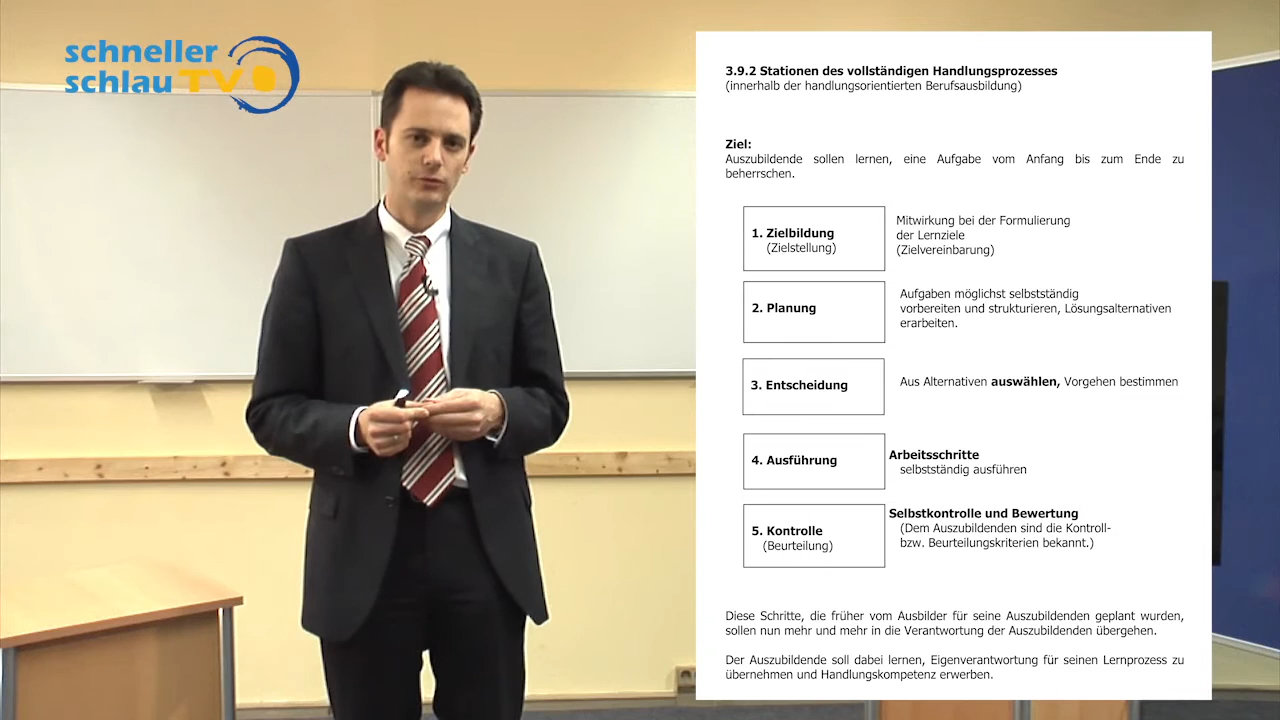 schneller
schlau TV
3.9.2 Stationen des vollständigen Handlungsprozesses
(innerhalb der handlungsorientierten Berufsausbildung)
Ziel:
Auszubildende sollen lernen, eine Aufgabe vom Anfang bis zum Ende zu
beherrschen.
1. Zielbildung
(Zielstellung)
Mitwirkung bei der Formulierung
der Lernziele
(Zielvereinbarung)
2. Planung
Aufgaben möglichst selbstständig
vorbereiten und strukturieren, Lösungsalternativen
erarbeiten.
3. Entscheidung
Aus Alternativen auswählen, Vorgehen bestimmen
4. Ausführung
Arbeitsschritte
selbstständig ausführen
5. Kontrolle
(Beurteilung)
Selbstkontrolle und Bewertung
(Dem Auszubildenden sind die Kontroll-
bzw. Beurteilungskriterien bekannt.)
Diese Schritte, die früher vom Ausbilder für seine Auszubildenden geplant wurden,
sollen nun mehr und mehr in die Verantwortung der Auszubildenden übergehen.
Der Auszubildende soll dabei lernen, Eigenverantwortung für seinen Lernprozess zu
übernehmen und Handlungskompetenz erwerben.